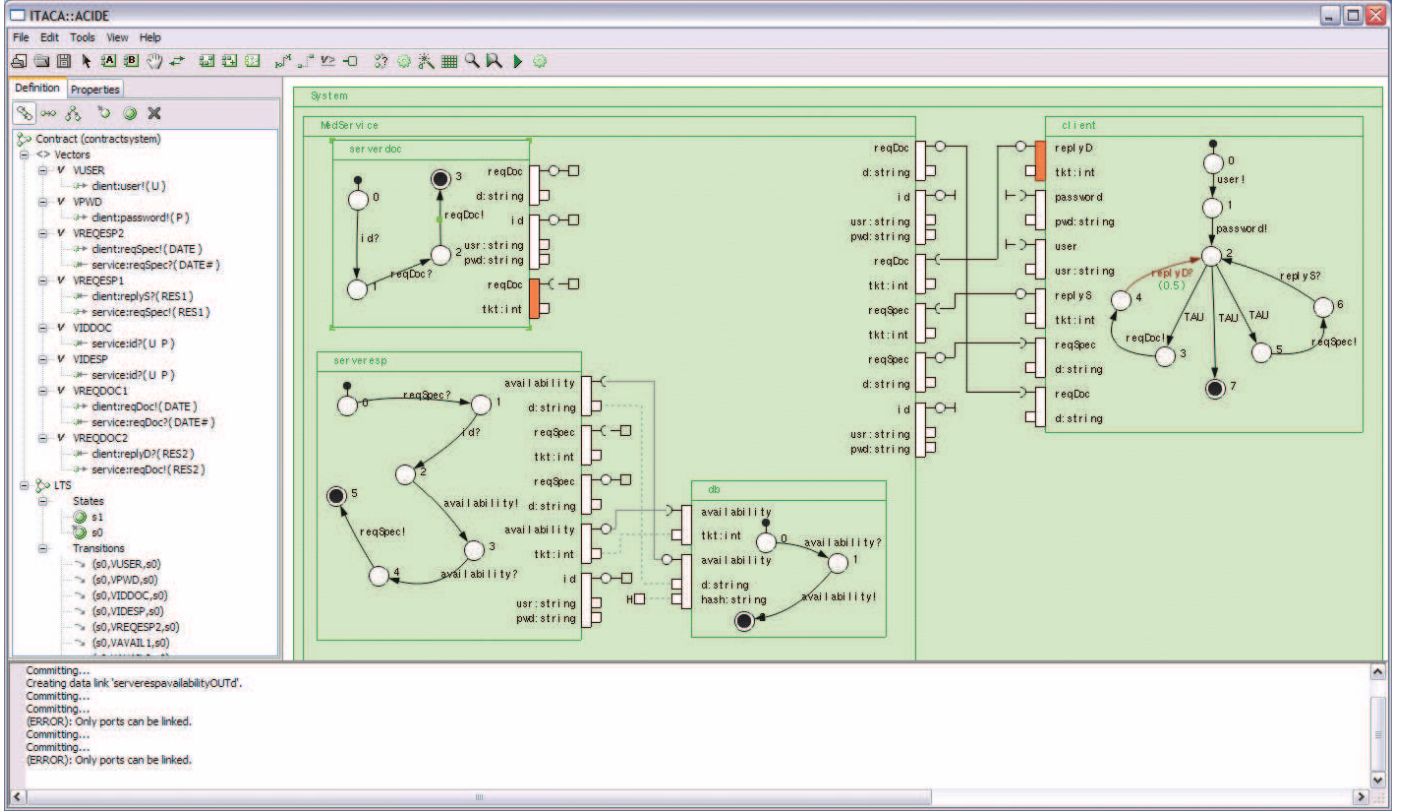 ITACA::ACIDE
File Edit Tools View Help
Definition Properties
Contract (contractsystem)
<> Vectors
V VUSER
client:user!(U)
V VPWD
client:password!(P)
V VREQESP2
client:reqSpec!(DATE)
service:reqSpec?(DATE#)
V VREQESP1
client:replyS?(RES1)
service:reqSpec!(RES1)
V VIDDOC
service:id?(U P)
V VIDESP
service:id?(U P)
V VREQDOC1
client:reqDoc!(DATE)
service:reqDoc?(DATE#)
V VREQDOC2
client:replyD?(RES2)
service:reqDoc!(RES2)
LTS
States
s1
s0
Transitions
(s0,VUSER,s0)
(s0,VPWD,s0)
(s0,VIDDOC,s0)
(s0,VIDESP,s0)
(s0,VREQESP2,s0)
(s0,VAVAIL1,s0)
System
MedService
serverdoc
0
id?
1
reqDoc?
2
reqDoc!
3
reqDoc
d:string
id
usr:string
pwd:string
reqDoc
tkt:int
serveresp
0
reqSpec?
1
id?
2
availability!
3
availability?
4
reqSpec!
5
availability
d:string
reqSpec
tkt:int
reqSpec
d:string
availability
tkt:int
id
usr:string
pwd:string
H
db
availability
tkt:int
availability
d:string
hash:string
0
availability?
1
availability!
reqDoc
d:string
id
usr:string
pwd:string
reqDoc
tkt:int
reqSpec
tkt:int
reqSpec
d:string
id
usr:string
pwd:string
client
replyD
tkt:int
password
pwd:string
user
usr:string
replyS
tkt:int
reqSpec
d:string
reqDoc
d:string
0
user!
1
password!
2
replyD?
(0.5)
replyS?
4
6
TAU
TAU
TAU
reqDoc!
reqSpec!
3
5
7
Committing...
Creating data link 'serverespavailabilityOUTd'.
Committing...
Committing...
(ERROR): Only ports can be linked.
Committing...
Committing...
(ERROR): Only ports can be linked.